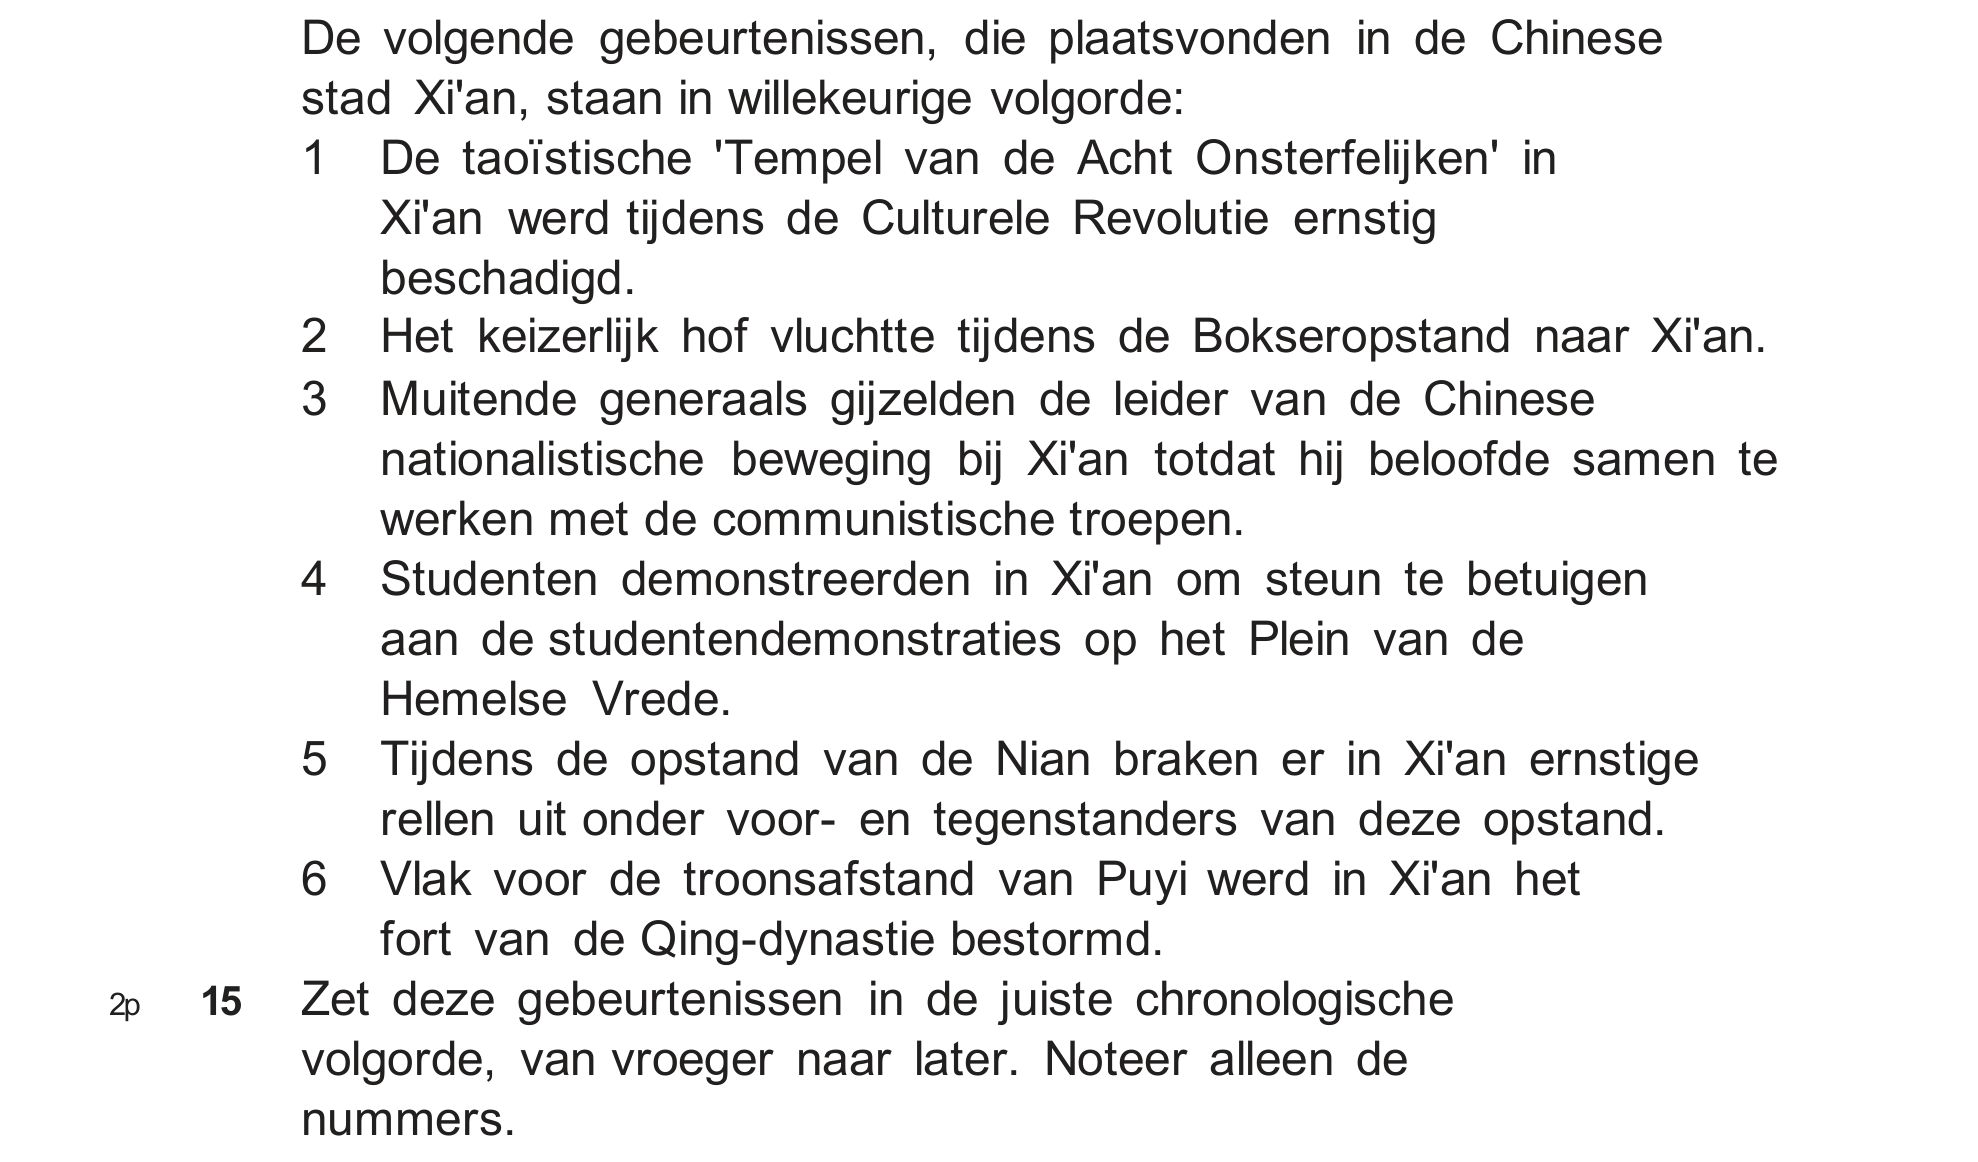 De volgende gebeurtenissen, die plaatsvonden in de Chinese
stad Xi'an, staan in willekeurige volgorde:
1 De taoïstische 'Tempel van de Acht Onsterfelijken' in
Xi'an werd tijdens de Culturele Revolutie ernstig
beschadigd.
2 Het keizerlijk hof vluchtte tijdens de Bokseropstand naar Xi'an.
3 Muitende generaals gijzelden de leider van de Chinese
nationalistische beweging bij Xi'an totdat hij beloofde samen te
werken met de communistische troepen.
4 Studenten demonstreerden in Xi'an om steun te betuigen
aan de studentendemonstraties op het Plein van de
Hemelse Vrede.
5 Tijdens de opstand van de Nian braken er in Xi'an ernstige
rellen uit onder voor- en tegenstanders van deze opstand.
6 Vlak voor de troonsafstand van Puyi werd in Xi'an het
fort van de Qing-dynastie bestormd.
2p 15 Zet deze gebeurtenissen in de juiste chronologische
volgorde, van vroeger naar later. Noteer alleen de
nummers.